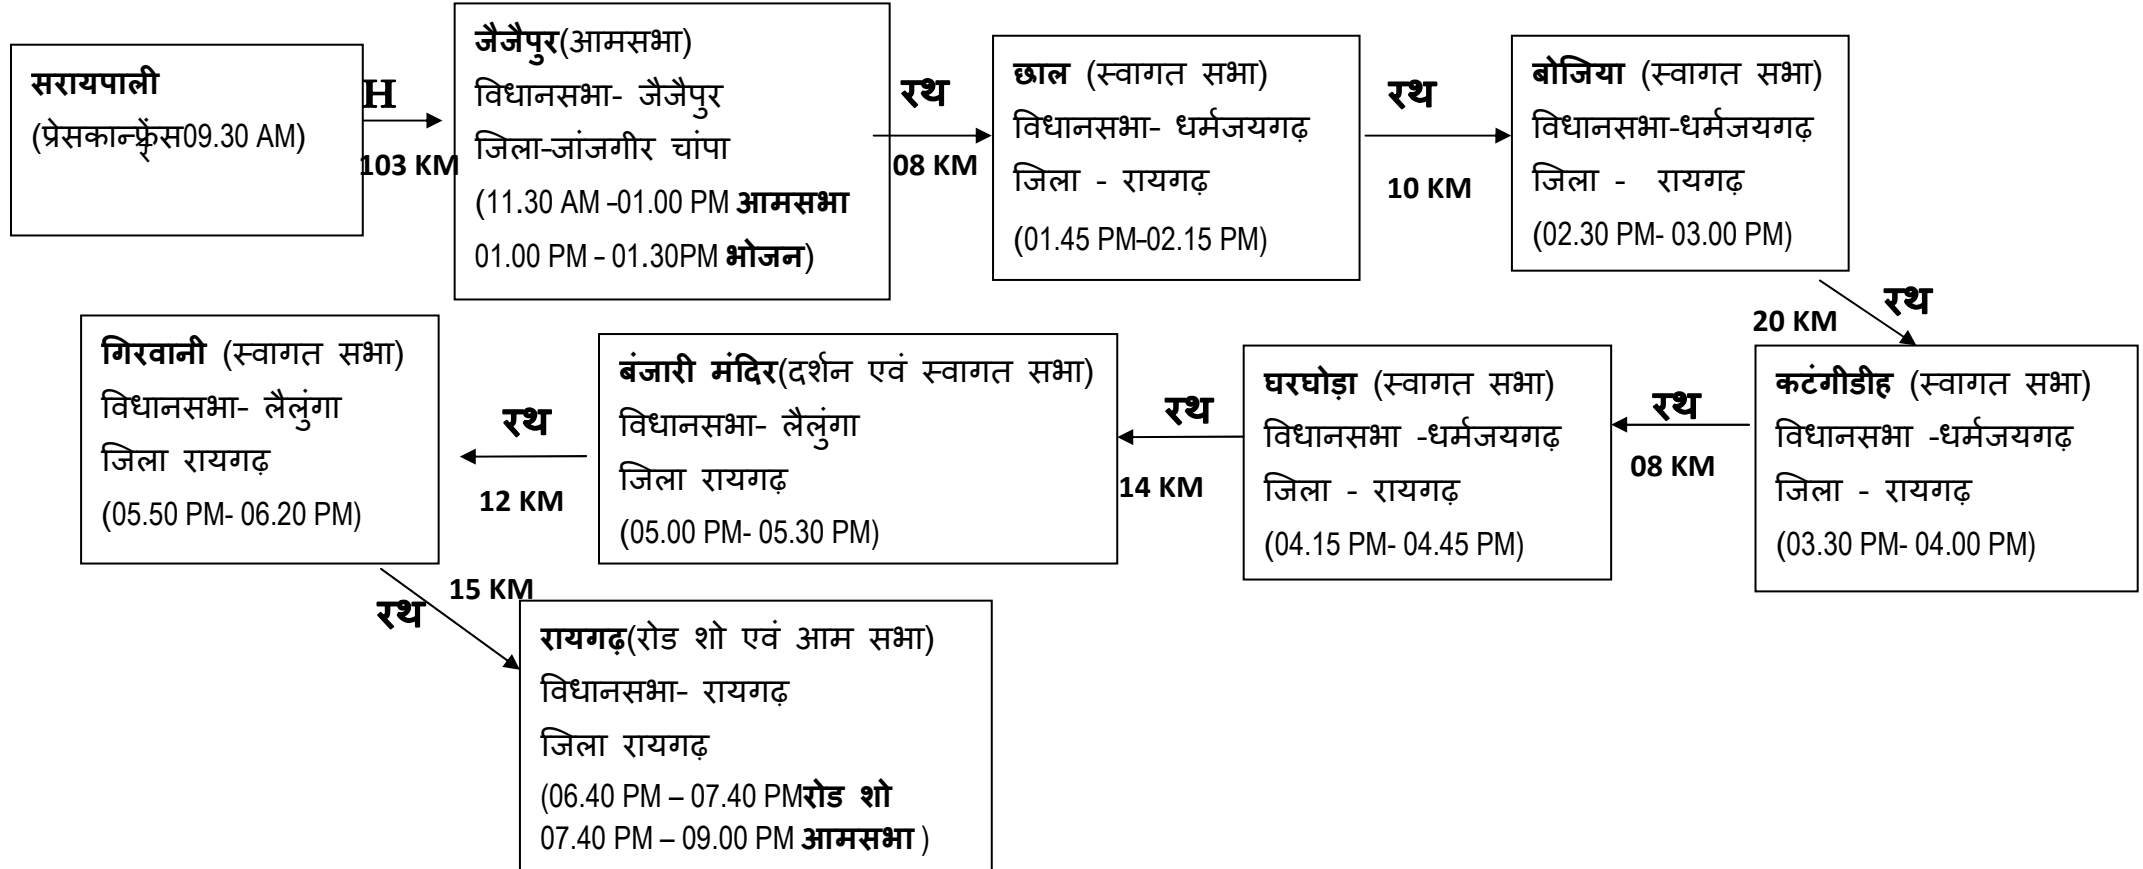 सरायपाली
(प्रेसकान्फ्रेंस09.30 AM)
H
103 KM
जैजैपुर(आमसभा)
विधानसभा- जैजैपुर
जिला-जांजगीर चांपा
(11.30 AM -01.00 PM आमसभा
01.00 PM - 01.30PM भोजन)
रथ
08 KM
छाल (स्वागत सभा)
विधानसभा- धर्मजयगढ़
जिला - रायगढ़
(01.45 PM-02.15 PM)
रथ
10 KM
बोजिया (स्वागत सभा)
विधानसभा-धर्मजयगढ़
जिला - रायगढ़
(02.30 PM- 03.00 PM)
रथ
20 KM
कटंगीडीह (स्वागत सभा)
विधानसभा -धर्मजयगढ़
जिला - रायगढ़
(03.30 PM- 04.00 PM)
रथ
08 KM
घरघोड़ा (स्वागत सभा)
विधानसभा -धर्मजयगढ़
जिला - रायगढ़
(04.15 PM- 04.45 PM)
रथ
14 KM
बंजारी मंदिर(दर्शन एवं स्वागत सभा)
विधानसभा- लैलुंगा
जिला रायगढ़
(05.00 PM- 05.30 PM)
रथ
12 KM
गिरवानी (स्वागत सभा)
विधानसभा- लैलुंगा
जिला रायगढ़
(05.50 PM- 06.20 PM)
15 KM
रथ
रायगढ़(रोड शो एवं आम सभा)
विधानसभा- रायगढ़
जिला रायगढ़
(06.40 PM – 07.40 PMरोड शो
07.40 PM – 09.00 PM आमसभा )